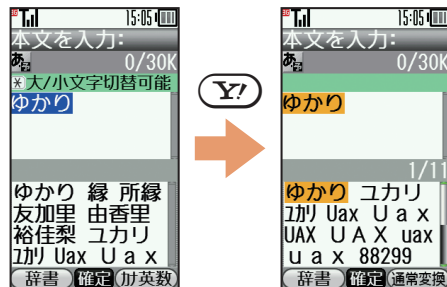 15:05
本文を入力:
あ 0/30K
*大/小文字切替可能
ゆかり
ゆかり 縁 所縁
友加里 由香里
裕佳梨 ユカリ
ﾕｶﾘ Uax Ｕａｘ
辞書 確定 ｶﾅ英数
Y!
15:05
本文を入力:
あ 0/30K
ゆかり
1/11
ゆかり ユカリ
ﾕｶﾘ Uax Ｕａｘ
UAX ＵＡＸ uax
ｕａｘ 88299
辞書 確定 通常変換